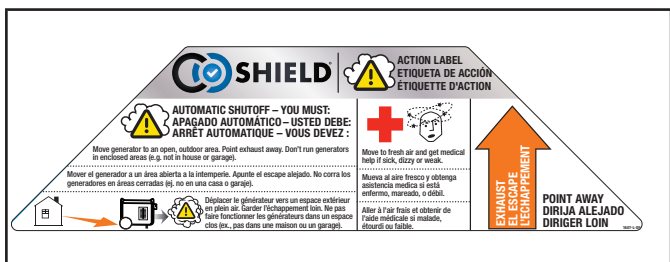 CO SHIELD®
ACTION LABEL
ETIQUETA DE ACCIÓN
ÉTIQUETTE D'ACTION
AUTOMATIC SHUTOFF – YOU MUST:
APAGADO AUTOMÁTICO – USTED DEBE:
ARRÊT AUTOMATIQUE – VOUS DEVEZ :
Move generator to an open, outdoor area. Point exhaust away. Don't run generators
in enclosed areas (e.g. not in house or garage).
Mover el generador a un área abierta a la intemperie. Apunte el escape alejado. No corra los
generadores en áreas cerradas (ej. no en una casa o garaje).
Déplacer le générateur vers un espace extérieur
en plein air. Garder l'échappement loin. Ne pas
faire fonctionner les générateurs dans un espace
clos (ex., pas dans une maison ou un garage).
Move to fresh air and get medical
help if sick, dizzy or weak.
Mueva al aire fresco y obtenga
asistencia medica si está
enfermo, mareado, o débil.
Aller à l'air frais et obtenir de
l'aide médicale si malade,
étourdi ou faible.
EXHAUST
EL ESCAPE
L'ÉCHAPPEMENT
POINT AWAY
DIRIJA ALEJADO
DIRIGER LOIN